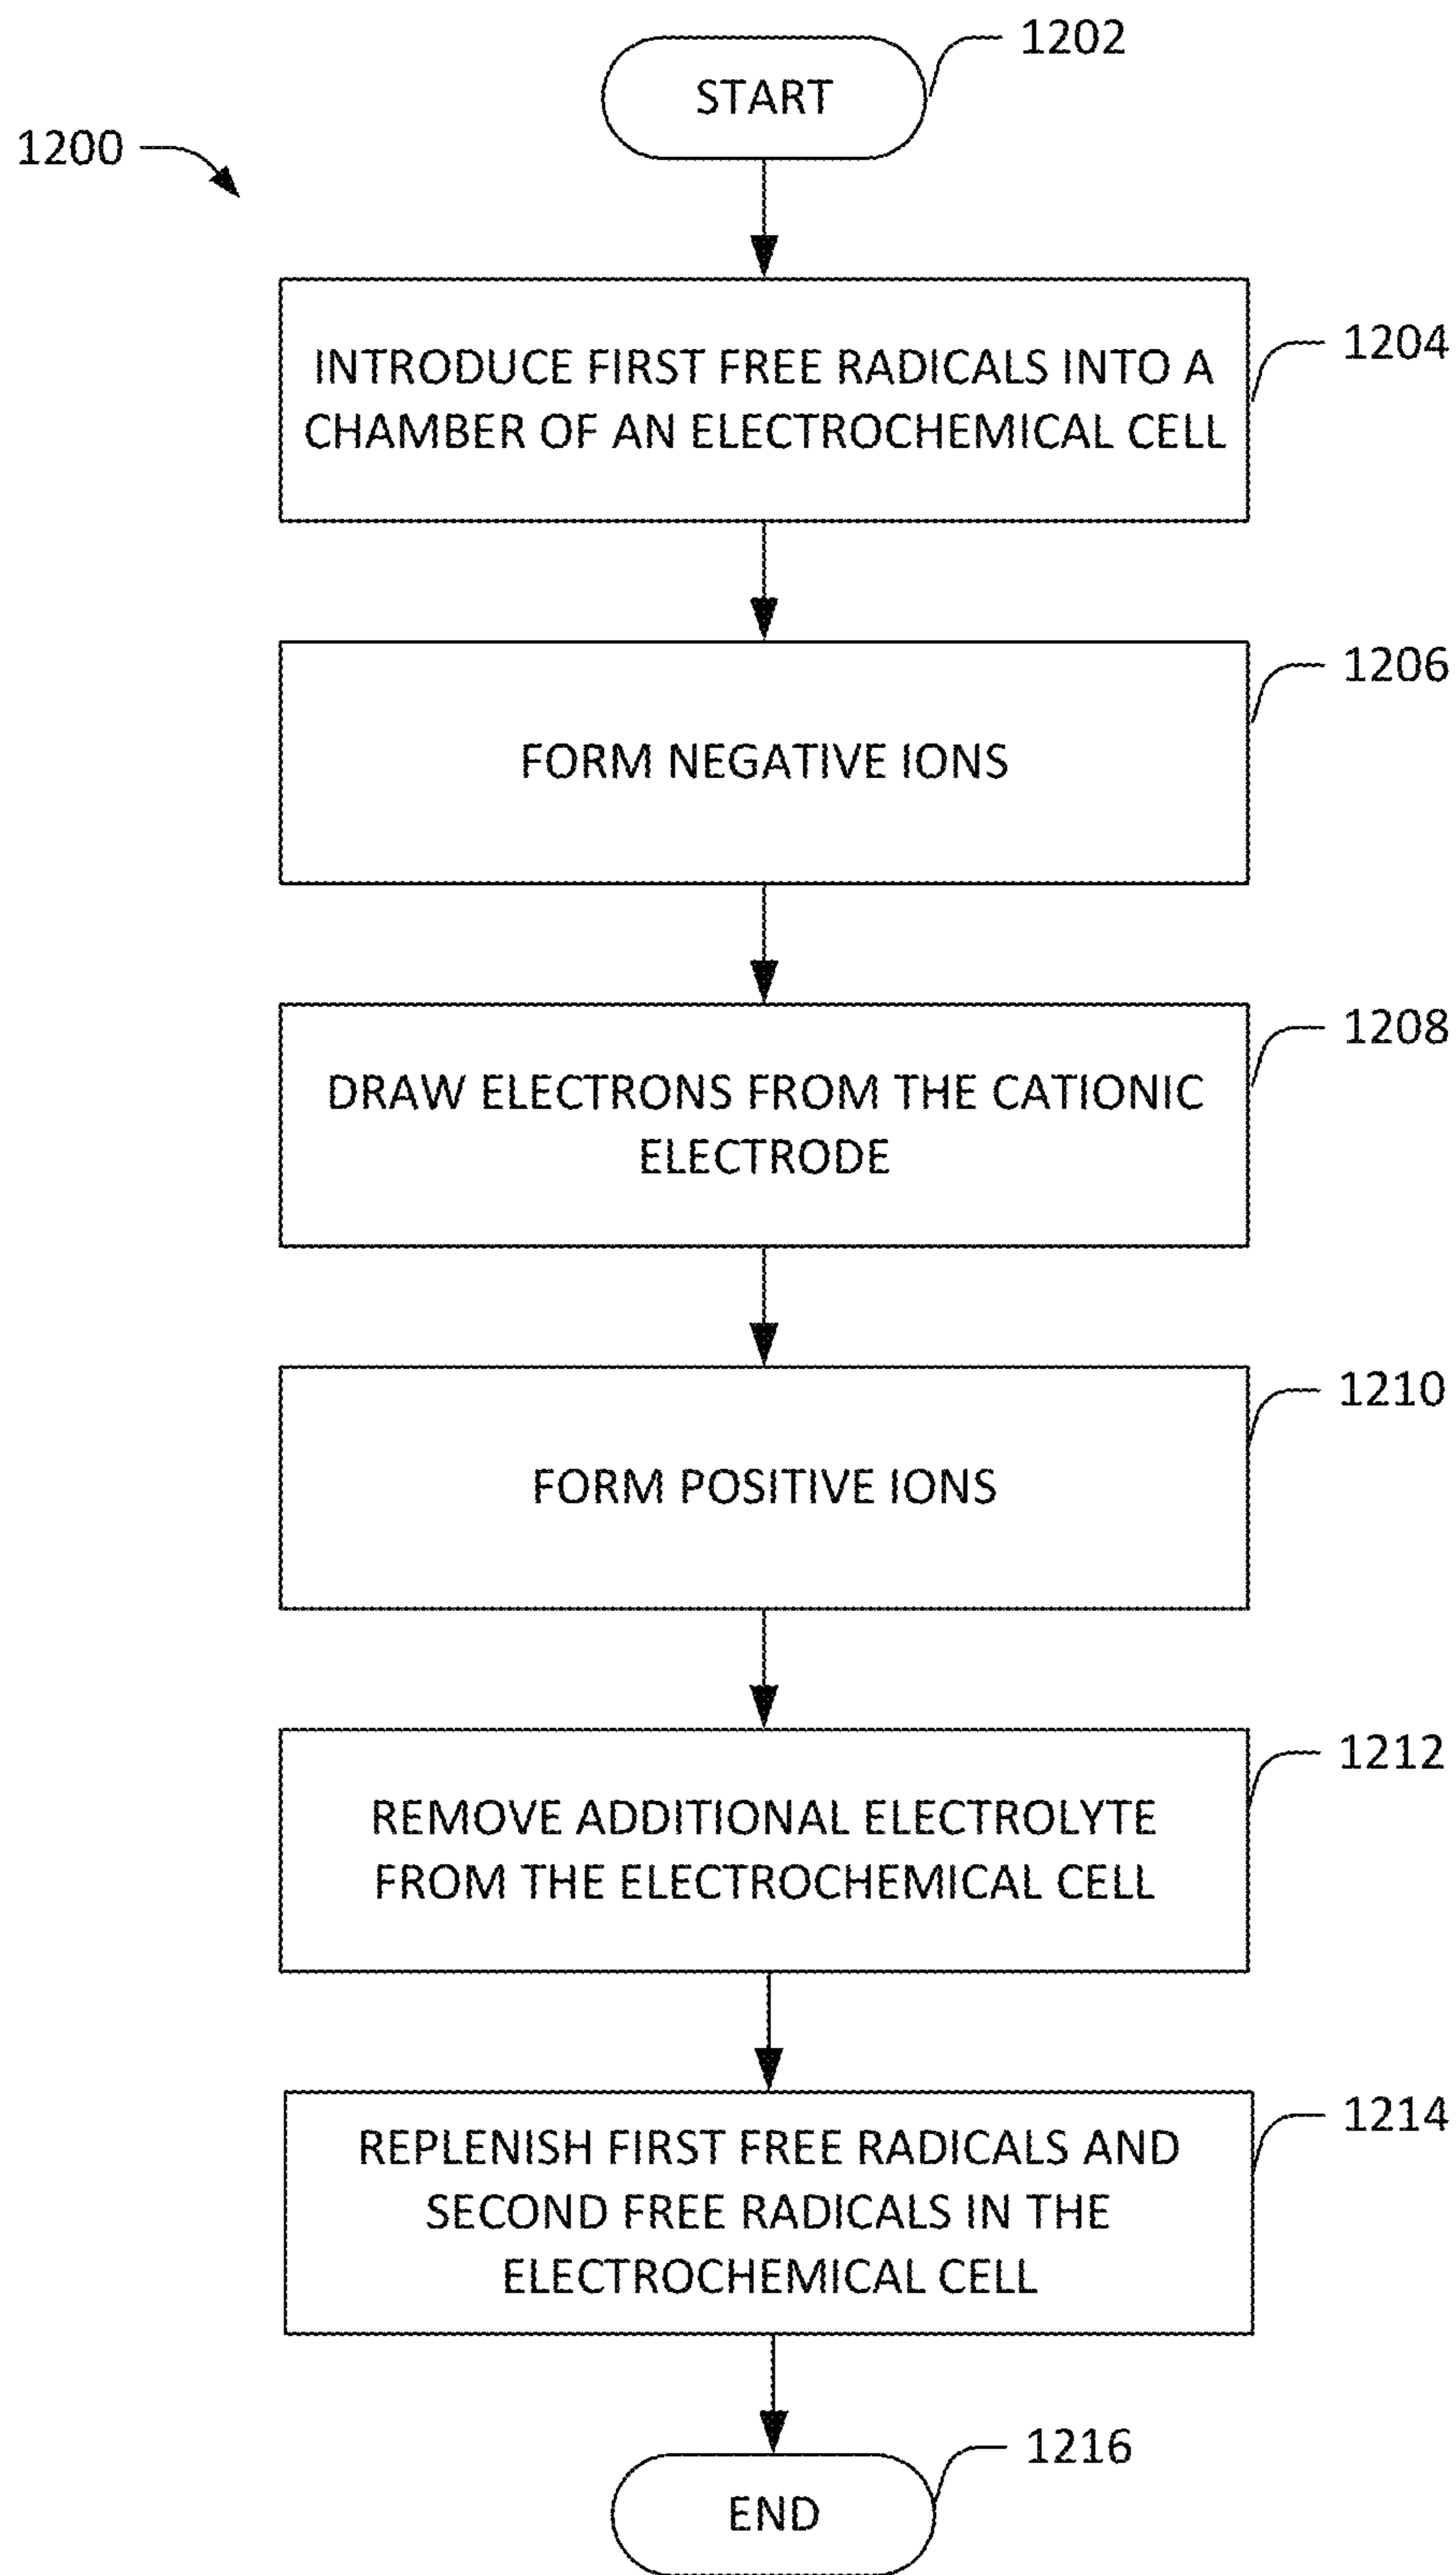 1202
START
1200
1204
INTRODUCE FIRST FREE RADICALS INTO A
CHAMBER OF AN ELECTROCHEMICAL CELL
1206
FORM NEGATIVE IONS
1208
DRAW ELECTRONS FROM THE CATIONIC
ELECTRODE
1210
FORM POSITIVE IONS
1212
REMOVE ADDITIONAL ELECTROLYTE
FROM THE ELECTROCHEMICAL CELL
1214
REPLENISH FIRST FREE RADICALS AND
SECOND FREE RADICALS IN THE
ELECTROCHEMICAL CELL
1216
END